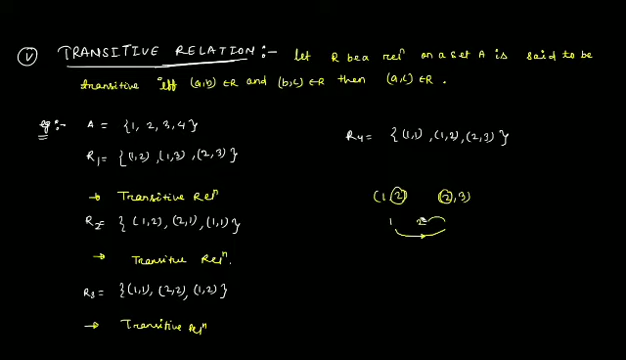 (V) TRANSITIVE RELATION :- let R be a relⁿ on a set A is said to be
transitive iff (a,b) ∈ R and (b,c) ∈ R then (a,c) ∈ R.
eg:- A = {1, 2, 3, 4}
R₁ = {(1,2), (1,3), (2,3)}
→ Transitive Relⁿ
R₂ = {(1,2), (2,1), (1,1)}
→ Transitive Relⁿ.
R₃ = {(1,1), (2,2), (1,2)}
→ Transitive relⁿ
R₄ = {(1,1), (1,2), (2,3)}
(1,2) (2,3)
1 2